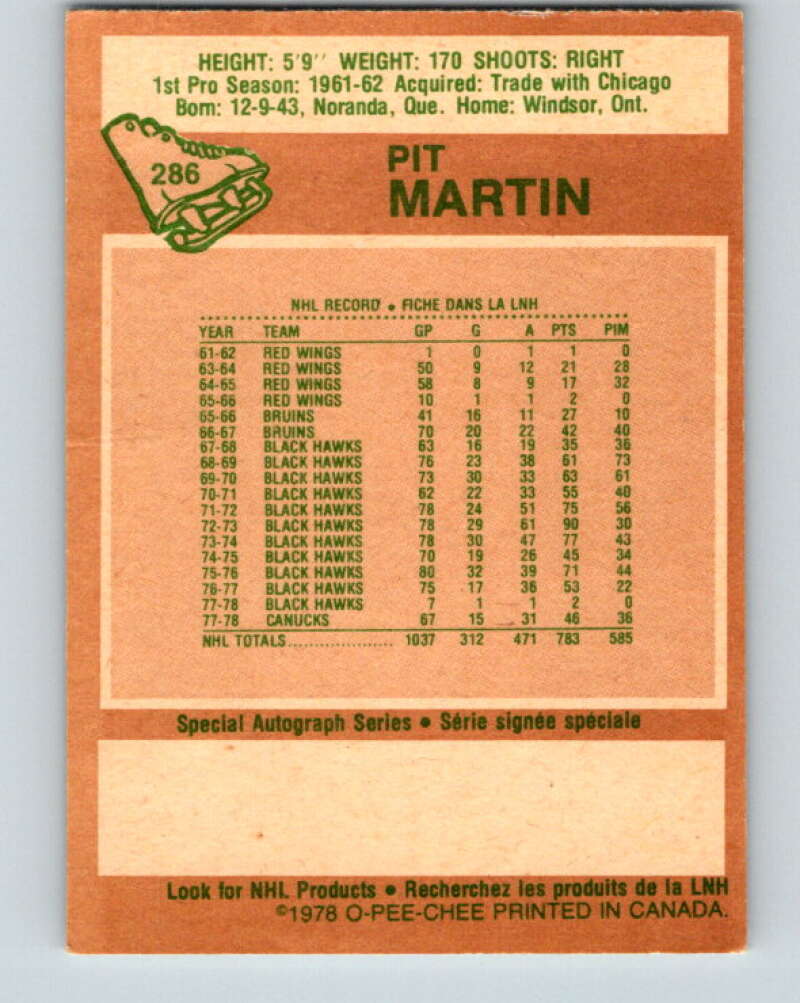 HEIGHT: 5'9'' WEIGHT: 170 SHOOTS: RIGHT
1st Pro Season: 1961-62 Acquired: Trade with Chicago
Born: 12-9-43, Noranda, Que. Home: Windsor, Ont.
286
PIT
MARTIN
NHL RECORD • FICHE DANS LA LNH
YEAR TEAM GP G A PTS PIM
61-62 RED WINGS 1 0 1 1 0
63-64 RED WINGS 50 9 12 21 28
64-65 RED WINGS 58 8 9 17 32
65-66 RED WINGS 10 1 1 2 0
65-66 BRUINS 41 16 11 27 10
66-67 BRUINS 70 20 22 42 40
67-68 BLACK HAWKS 63 16 19 35 36
68-69 BLACK HAWKS 76 23 38 61 73
69-70 BLACK HAWKS 73 30 33 63 61
70-71 BLACK HAWKS 62 22 33 55 40
71-72 BLACK HAWKS 78 24 51 75 56
72-73 BLACK HAWKS 78 29 61 90 30
73-74 BLACK HAWKS 78 30 47 77 43
74-75 BLACK HAWKS 70 19 26 45 34
75-76 BLACK HAWKS 80 32 39 71 44
76-77 BLACK HAWKS 75 17 36 53 22
77-78 BLACK HAWKS 7 1 1 2 0
77-78 CANUCKS 67 15 31 46 36
NHL TOTALS.................... 1037 312 471 783 585
Special Autograph Series • Série signée spéciale
Look for NHL Products • Recherchez les produits de la LNH
©1978 O-PEE-CHEE PRINTED IN CANADA.